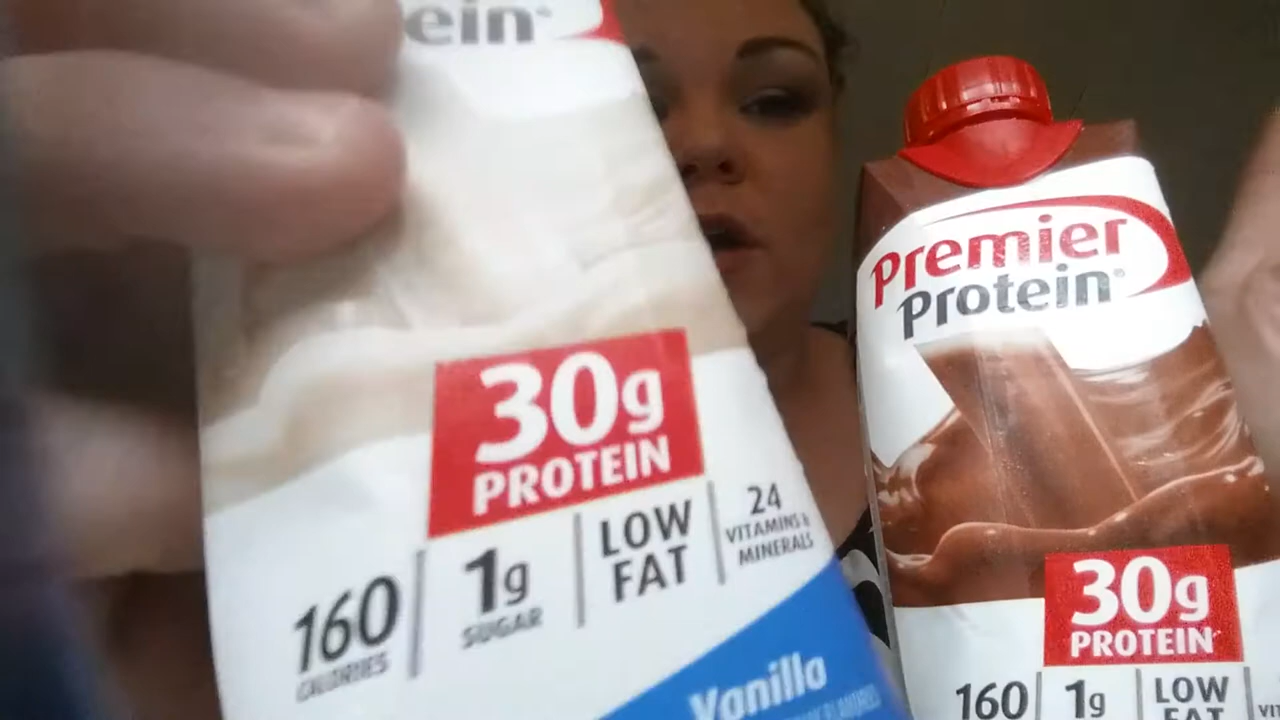 ein
30g
PROTEIN
160
CALORIES
1g
SUGAR
LOW
FAT
24
VITAMINS &
MINERALS
Vanilla
Premier
Protein
30g
PROTEIN
160
1g
LOW
FAT